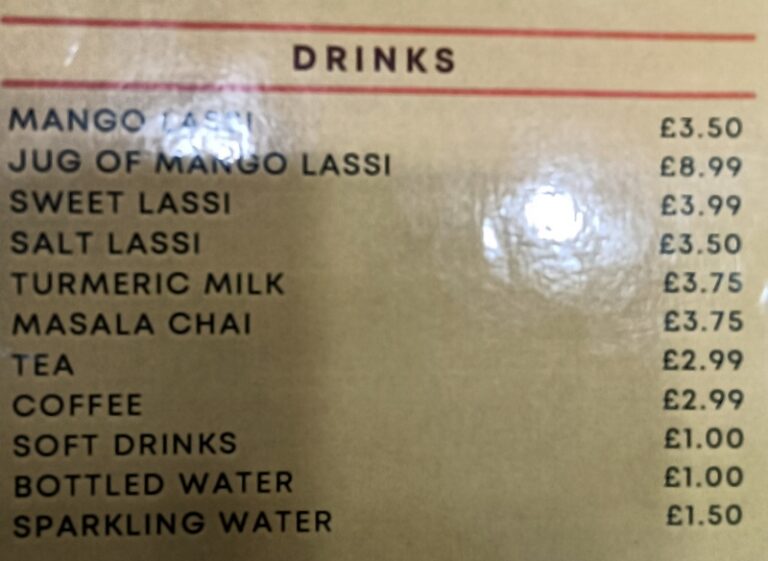 DRINKS
MANGO LASSI £3.50
JUG OF MANGO LASSI £8.99
SWEET LASSI £3.99
SALT LASSI £3.50
TURMERIC MILK £3.75
MASALA CHAI £3.75
TEA £2.99
COFFEE £2.99
SOFT DRINKS £1.00
BOTTLED WATER £1.00
SPARKLING WATER £1.50